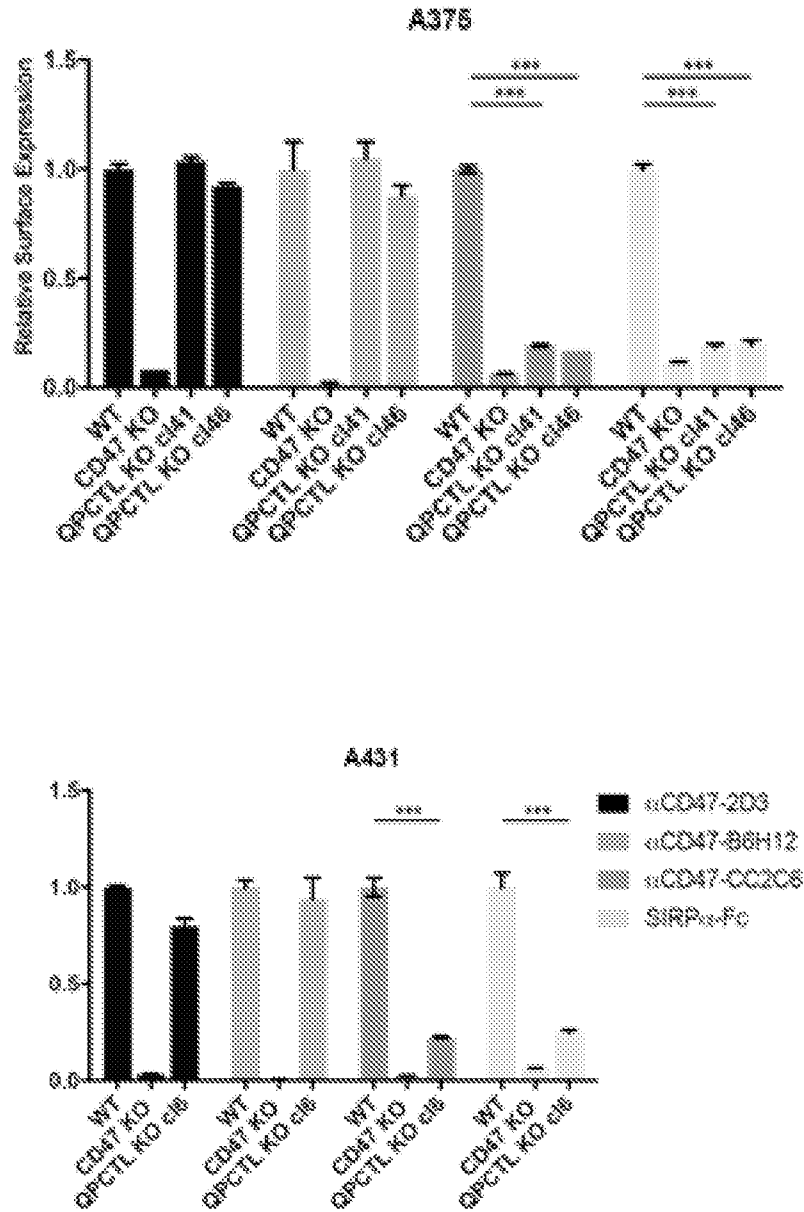 A375
Relative Surface Expression
1.5
1.0
0.5
0.0
*** ***
*** ***
WT
CD47 KO
QPCTL KO cl41
QPCTL KO cl46
WT
CD47 KO
QPCTL KO cl41
QPCTL KO cl46
WT
CD47 KO
QPCTL KO cl41
QPCTL KO cl46
WT
CD47 KO
QPCTL KO cl41
QPCTL KO cl46
A431
1.5
1.0
0.5
0.0
*** ***
WT
CD47 KO
QPCTL KO cl6
WT
CD47 KO
QPCTL KO cl6
WT
CD47 KO
QPCTL KO cl6
WT
CD47 KO
QPCTL KO cl6
αCD47-2D3
αCD47-B6H12
αCD47-CC2C6
SIRPα-Fc